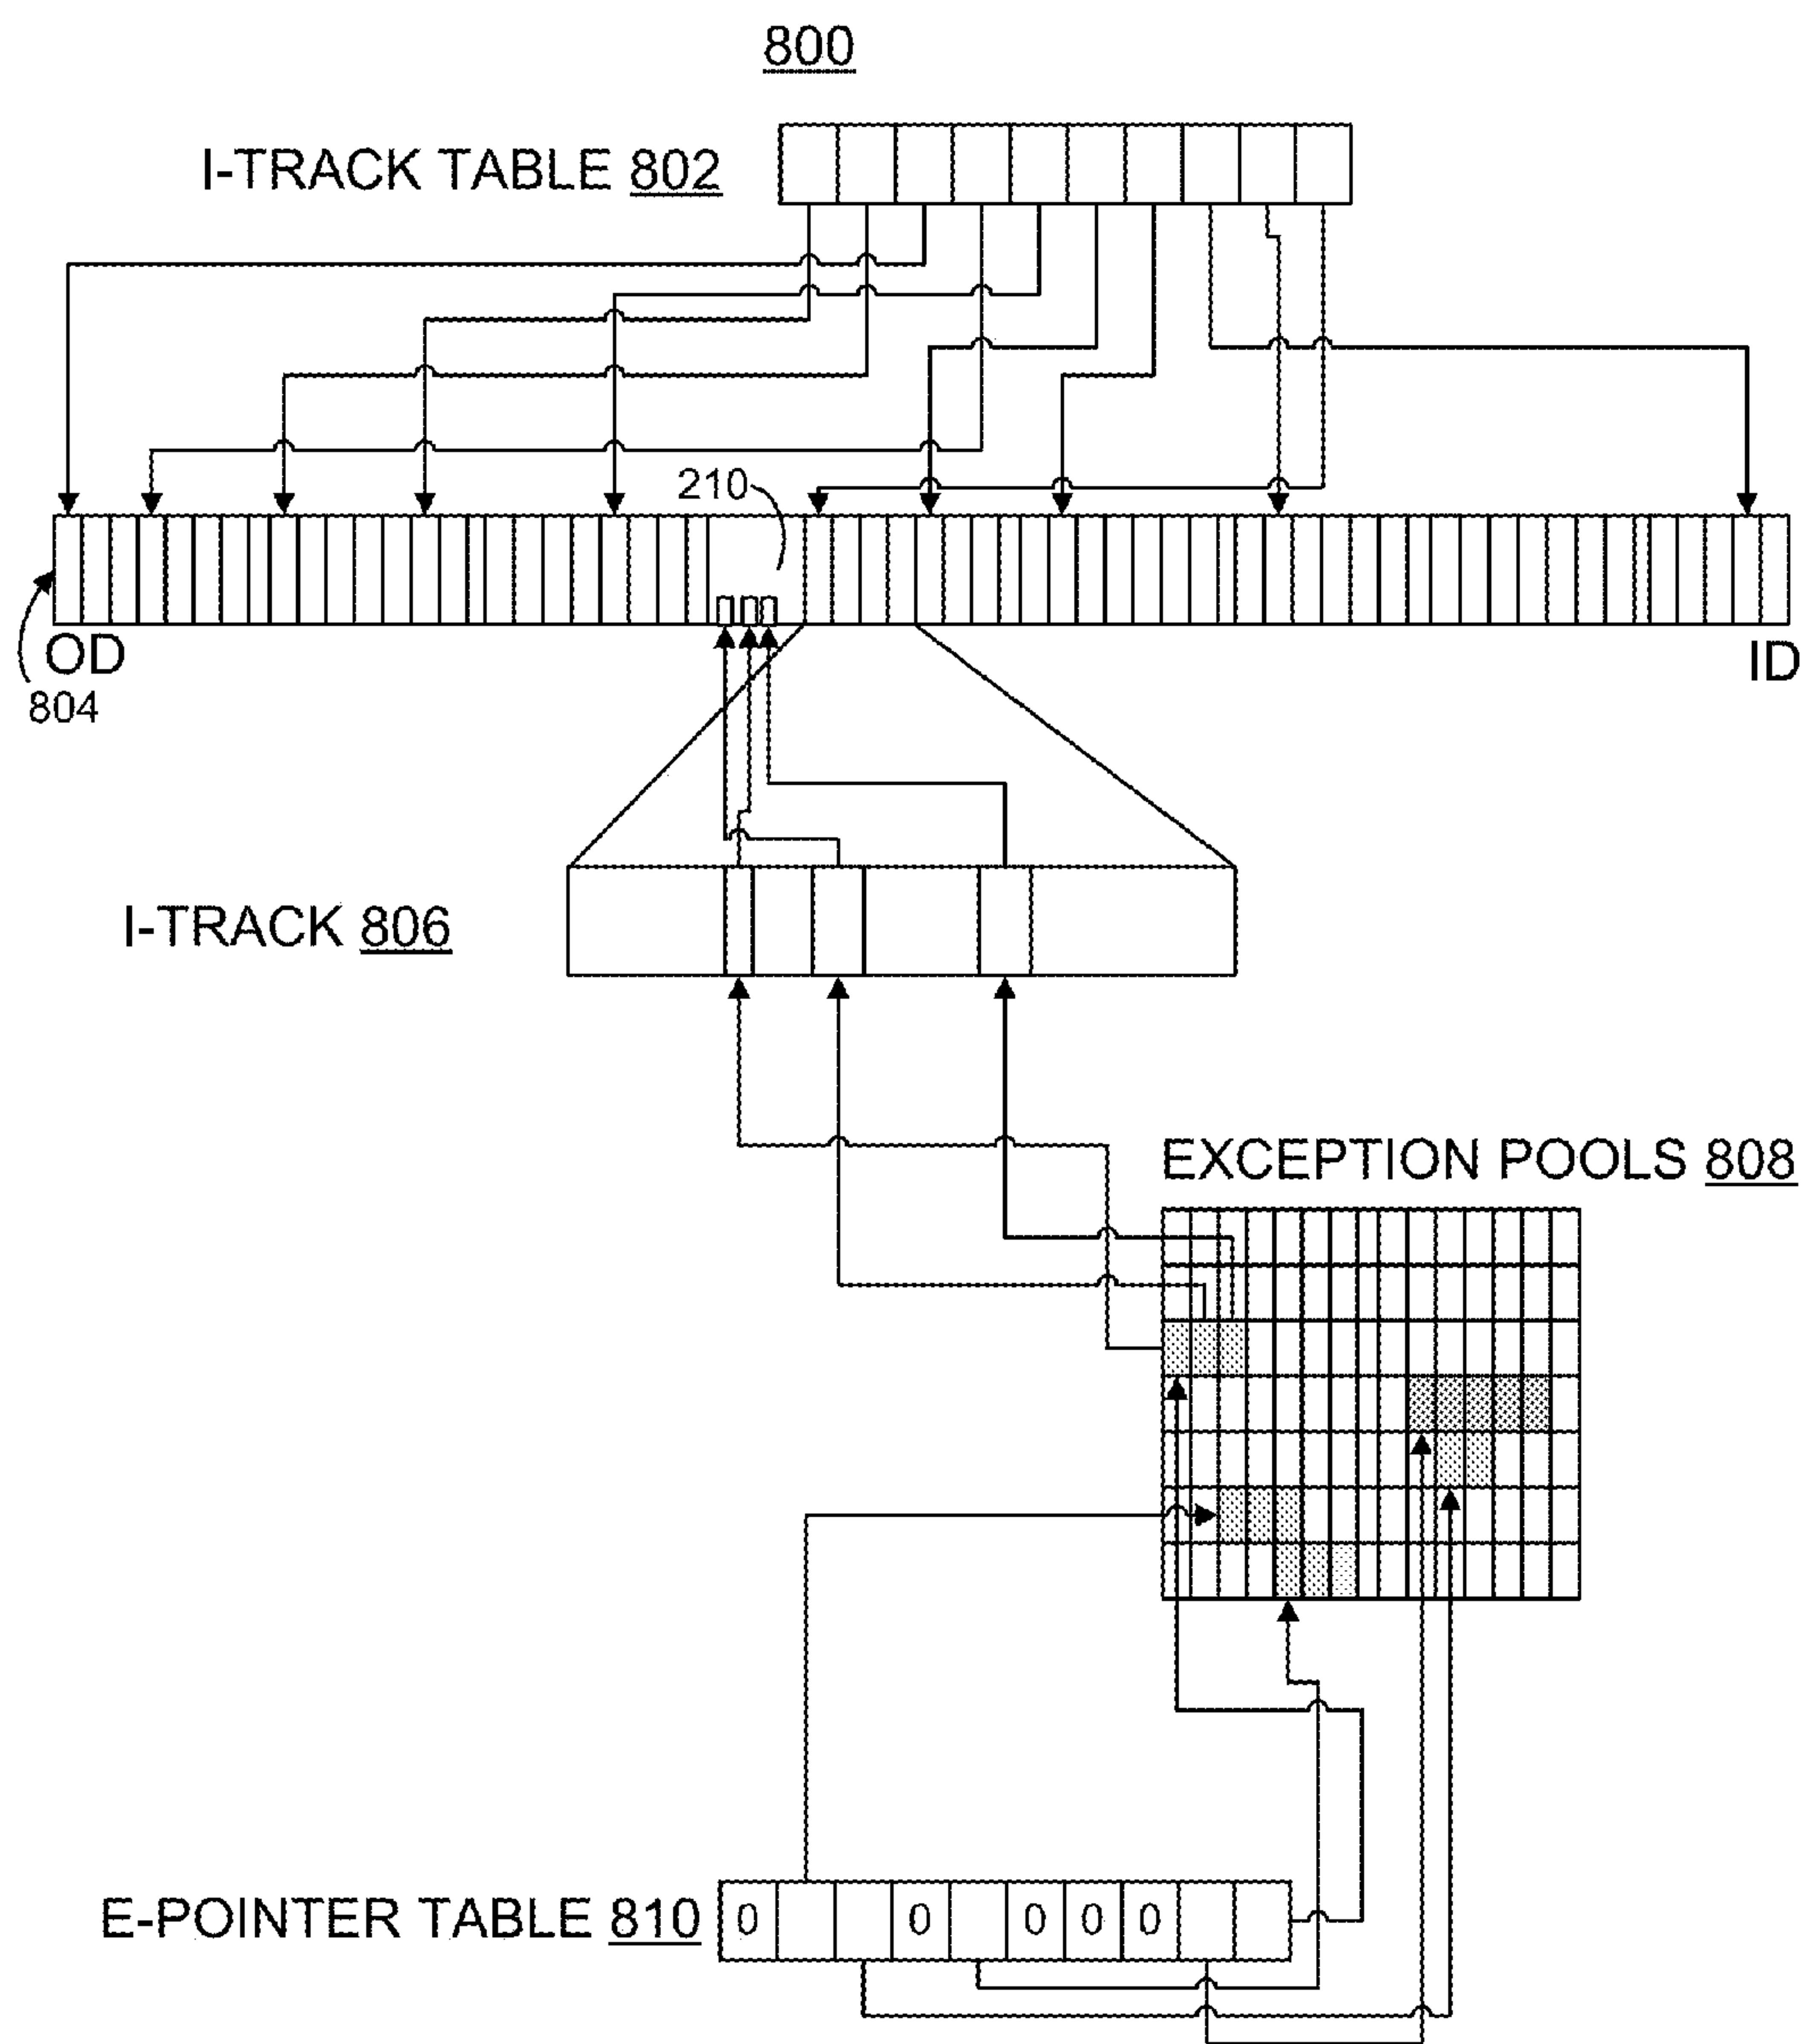 800
I-TRACK TABLE 802
210
OD
ID
804
I-TRACK 806
EXCEPTION POOLS 808
E-POINTER TABLE 810
0 0 0 0 0